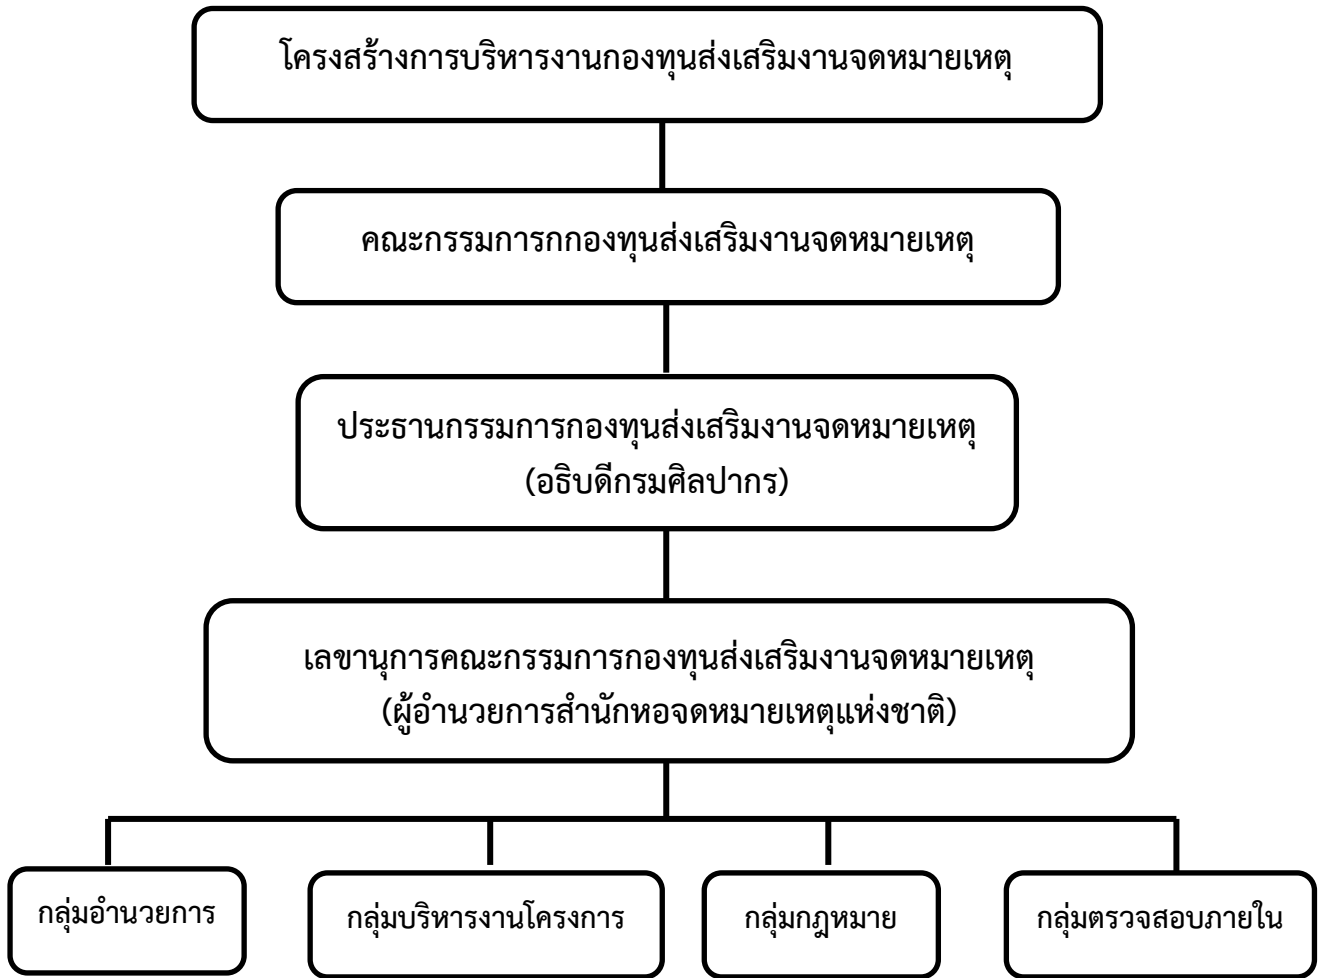 โครงสร้างการบริหารงานกองทุนส่งเสริมงานจดหมายเหตุ
คณะกรรมการกกองทุนส่งเสริมงานจดหมายเหตุ
ประธานกรรมการกองทุนส่งเสริมงานจดหมายเหตุ
(อธิบดีกรมศิลปากร)
เลขานุการคณะกรรมการกองทุนส่งเสริมงานจดหมายเหตุ
(ผู้อำนวยการสำนักหอจดหมายเหตุแห่งชาติ)
กลุ่มอำนวยการ
กลุ่มบริหารงานโครงการ
กลุ่มกฎหมาย
กลุ่มตรวจสอบภายใน